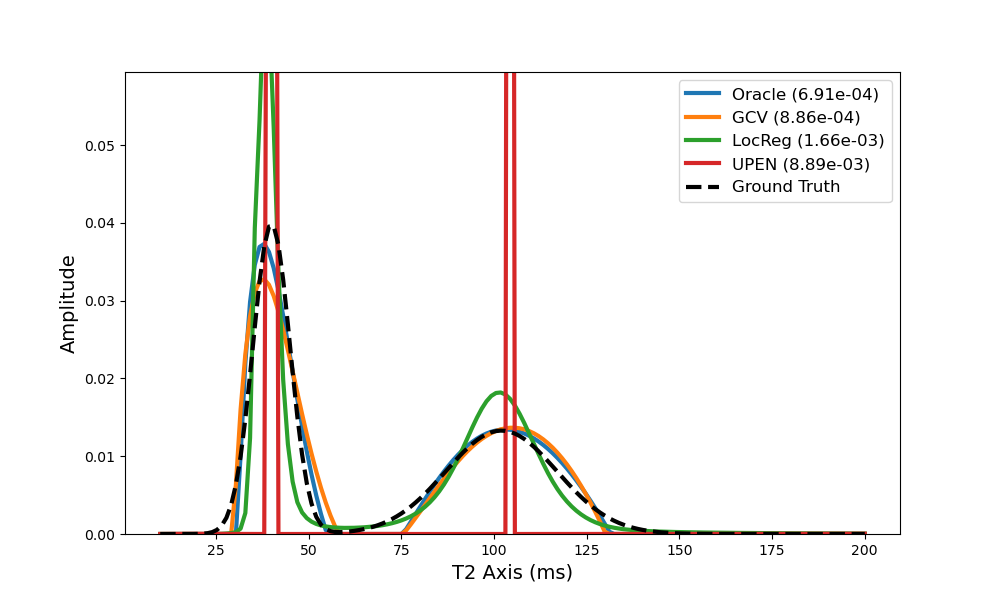 Oracle (6.91e-04)
GCV (8.86e-04)
LocReg (1.66e-03)
UPEN (8.89e-03)
Ground Truth
Amplitude
0.05
0.04
0.03
0.02
0.01
0.00
25 50 75 100 125 150 175 200
T2 Axis (ms)